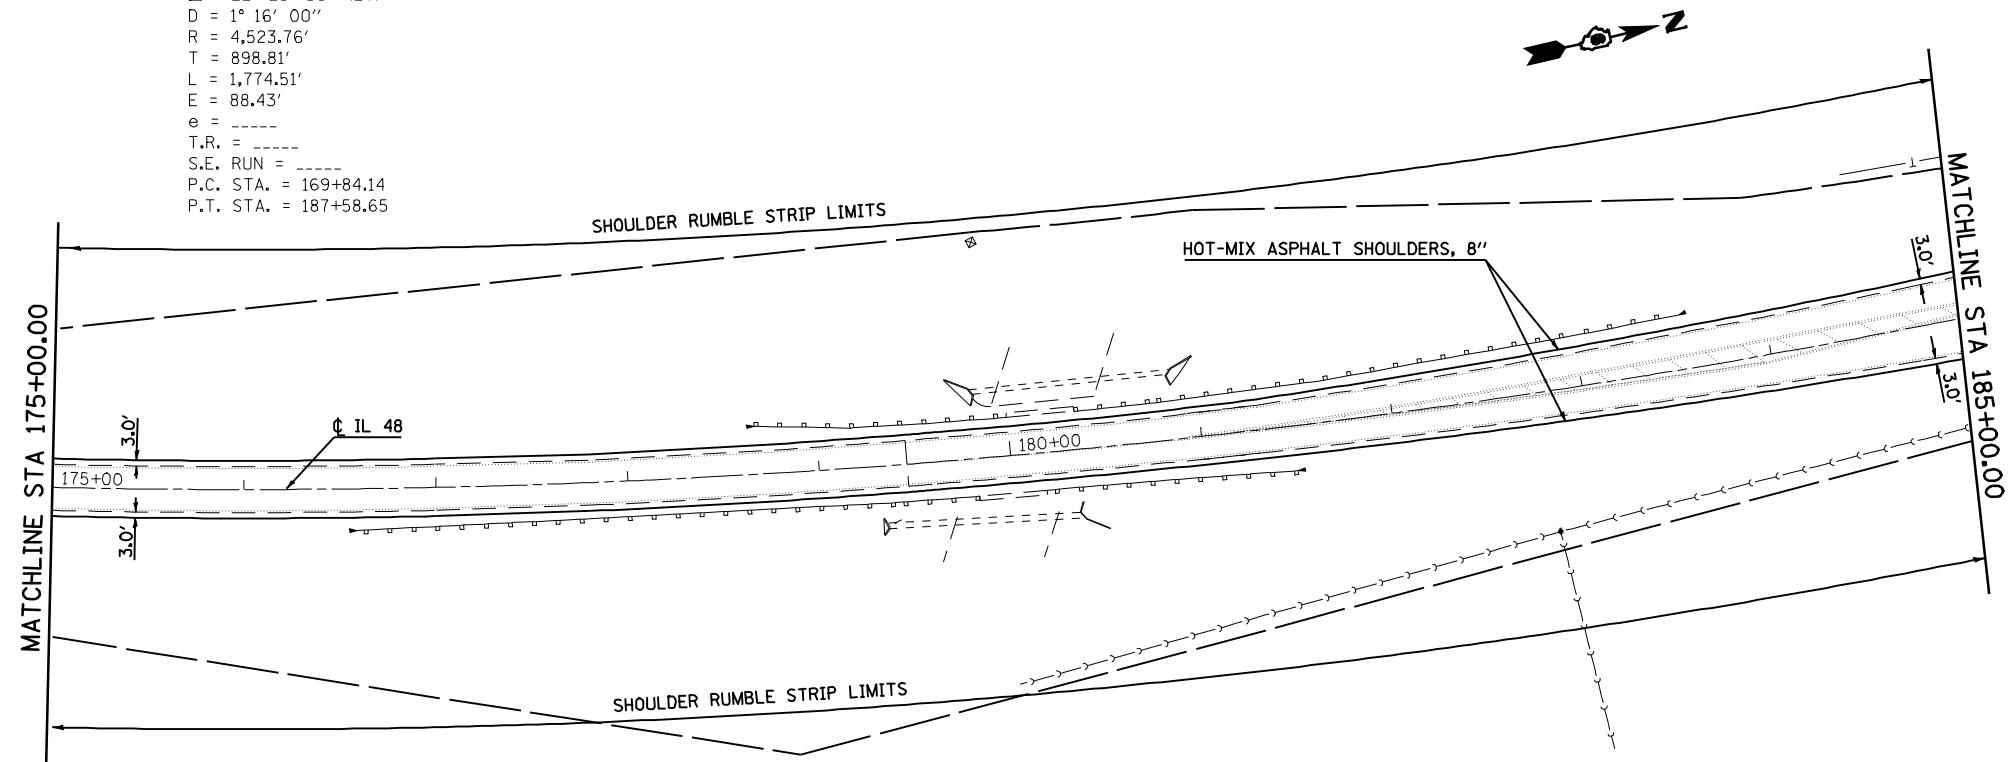 D = 1° 16' 00"
R = 4,523.76'
T = 898.81'
L = 1,774.51'
E = 88.43'
e = _____
T.R. = _____
S.E. RUN = _____
P.C. STA. = 169+84.14
P.T. STA. = 187+58.65
N
SHOULDER RUMBLE STRIP LIMITS
HOT-MIX ASPHALT SHOULDERS, 8"
MATCHLINE STA 175+00.00
MATCHLINE STA 185+00.00
3.0'
3.0'
℄ IL 48
175+00
180+00
3.0'
3.0'
SHOULDER RUMBLE STRIP LIMITS